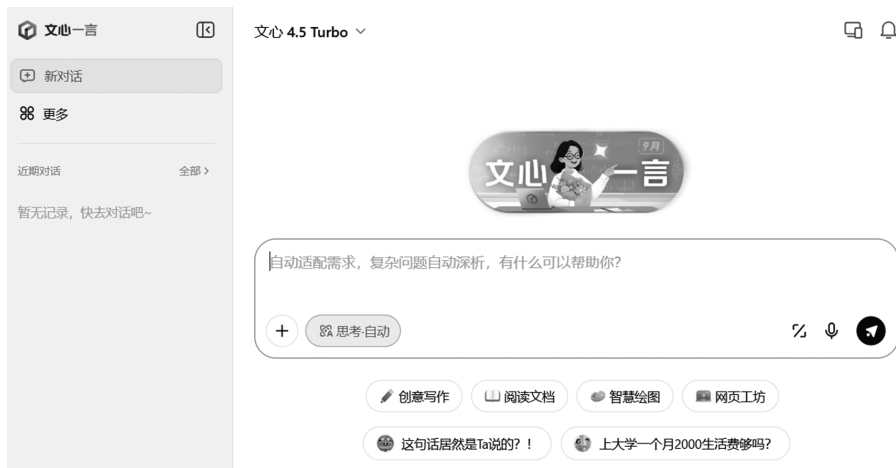 文心一言
新对话
更多
近期对话
全部 >
暂无记录，快去对话吧~
文心 4.5 Turbo
9月
文心一言
自动适配需求，复杂问题自动深析，有什么可以帮助你？
思考·自动
创意写作
阅读文档
智慧绘图
网页工坊
这句话居然是Ta说的？！
上大学一个月2000生活费够吗？